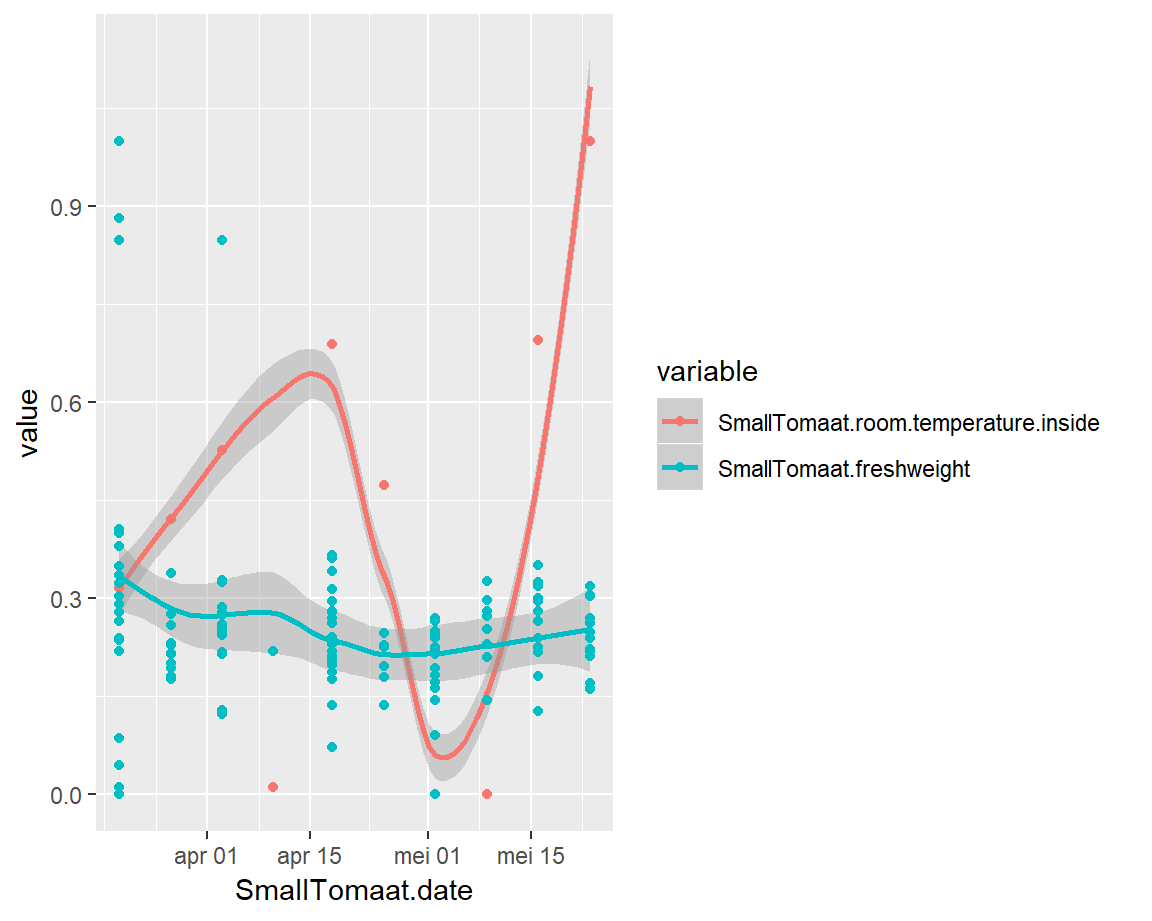 value
0.9
0.6
0.3
0.0
apr 01
apr 15
mei 01
mei 15
SmallTomaat.date
variable
SmallTomaat.room.temperature.inside
SmallTomaat.freshweight